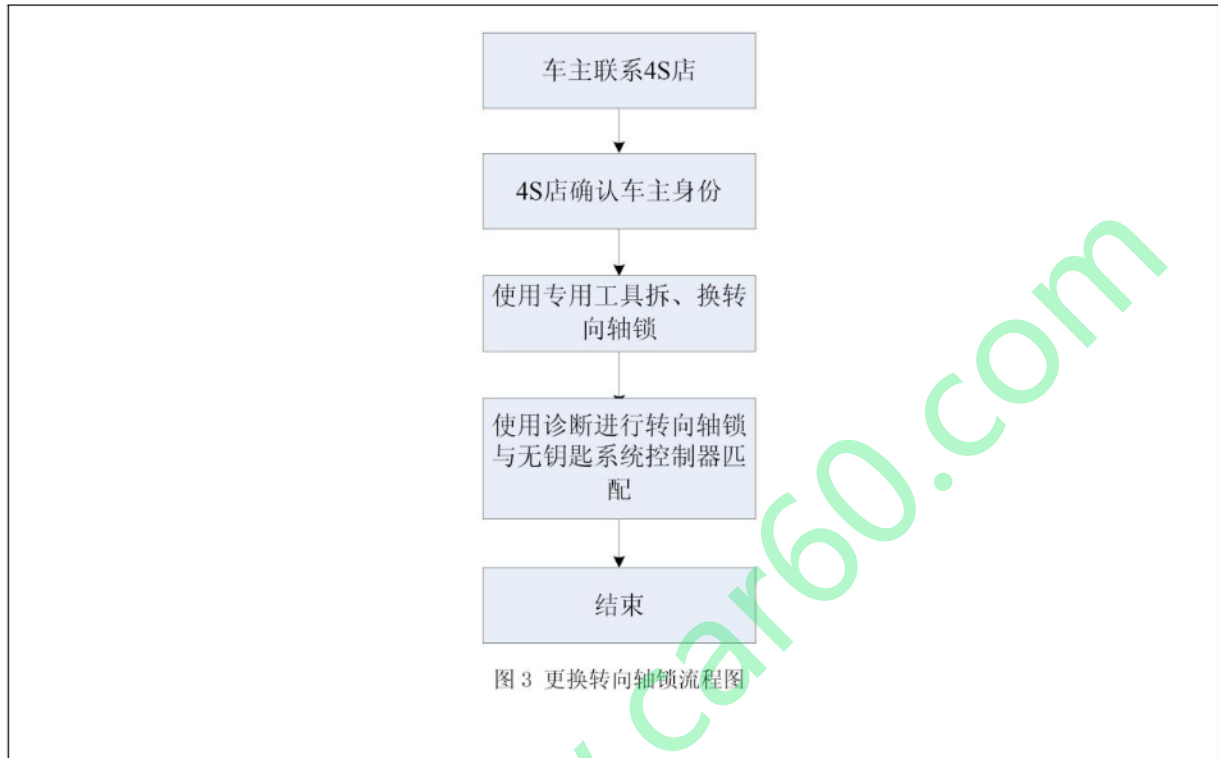 车主联系4S店
4S店确认车主身份
使用专用工具拆、换转
向轴锁
使用诊断进行转向轴锁
与无钥匙系统控制器匹
配
结束
图 3 更换转向轴锁流程图
car60.com